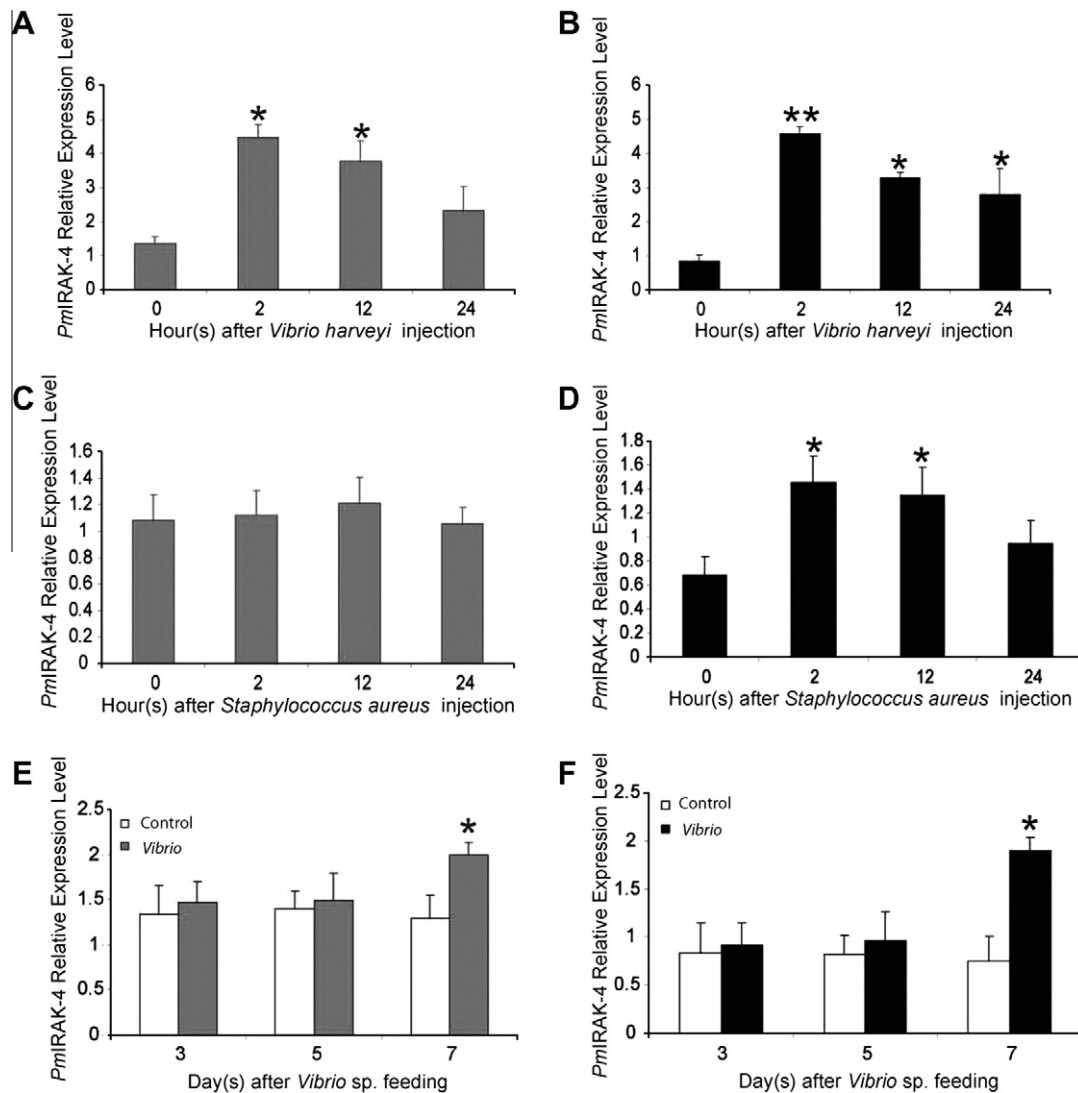 A
PmIRAK-4 Relative Expression Level
6
5
4
3
2
1
0
*
*
0 2 12 24
Hour(s) after Vibrio harveyi injection
B
PmIRAK-4 Relative Expression Level
6
5
4
3
2
1
0
**
*
*
0 2 12 24
Hour(s) after Vibrio harveyi injection
C
PmIRAK-4 Relative Expression Level
1.6
1.4
1.2
1
0.8
0.6
0.4
0.2
0
0 2 12 24
Hour(s) after Staphylococcus aureus injection
D
PmIRAK-4 Relative Expression Level
1.8
1.6
1.4
1.2
1
0.8
0.6
0.4
0.2
0
*
*
0 2 12 24
Hour(s) after Staphylococcus aureus injection
E
PmIRAK-4 Relative Expression Level
2.5
2
1.5
1
0.5
0
Control
Vibrio
*
3 5 7
Day(s) after Vibrio sp. feeding
F
PmIRAK-4 Relative Expression Level
2.5
2
1.5
1
0.5
0
Control
Vibrio
*
3 5 7
Day(s) after Vibrio sp. feeding